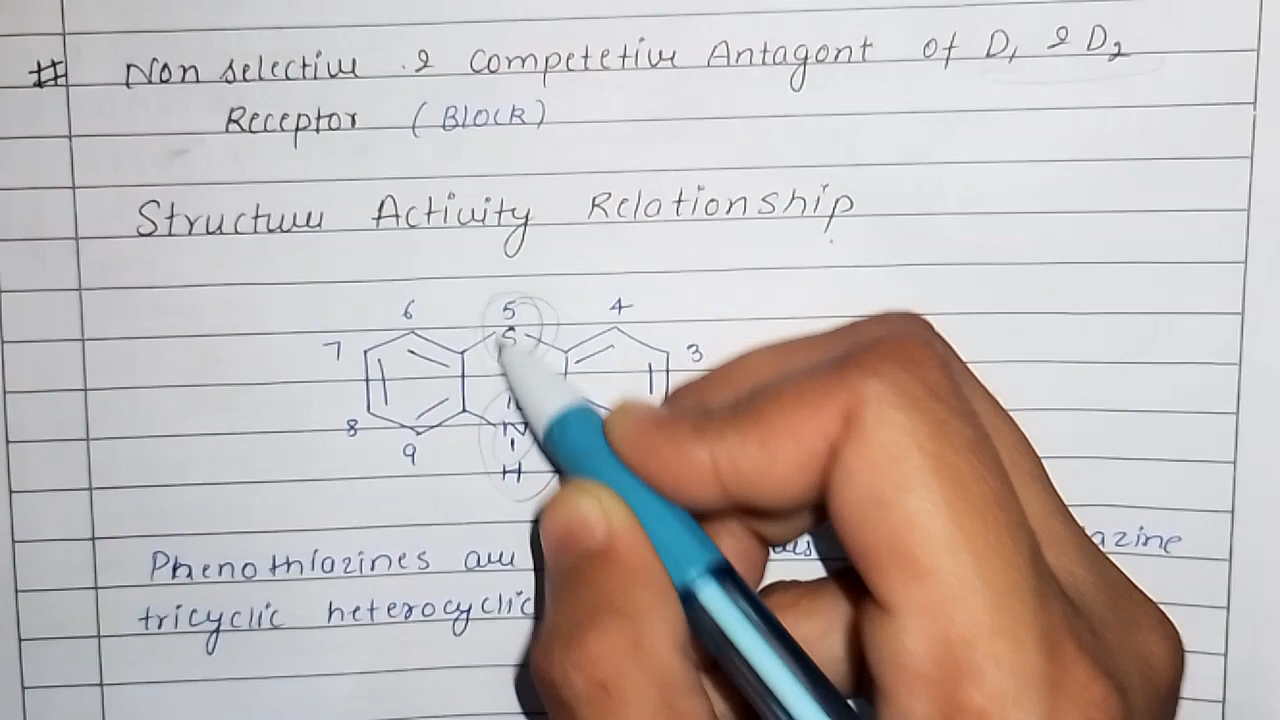 # Non selective & competetive Antagont of D1 & D2
Receptor (Block)
Structure Activity Relationship
6 5 4
S
7 3
8 N
9 H
Phenothiazines are azine
tricyclic heterocyclic